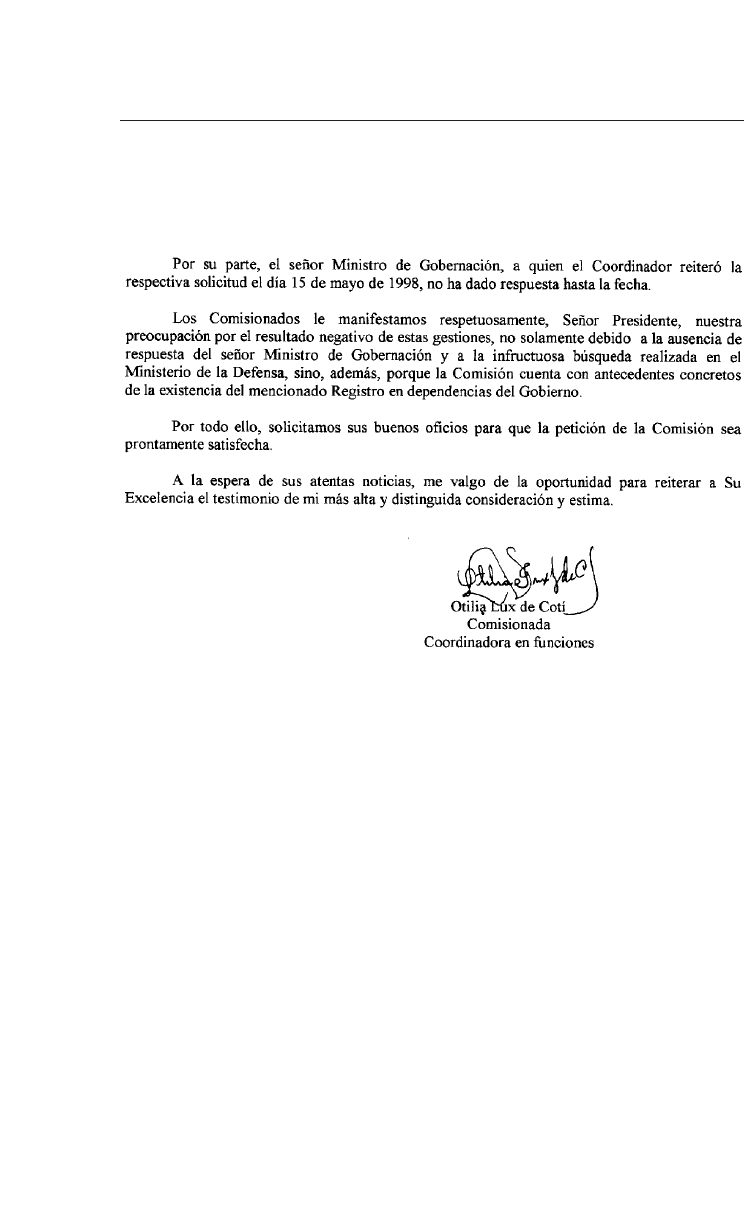 Por su parte, el señor Ministro de Gobernación, a quien el Coordinador reiteró la
respectiva solicitud el día 15 de mayo de 1998, no ha dado respuesta hasta la fecha.
Los Comisionados le manifestamos respetuosamente, Señor Presidente, nuestra
preocupación por el resultado negativo de estas gestiones, no solamente debido a la ausencia de
respuesta del señor Ministro de Gobernación y a la infructuosa búsqueda realizada en el
Ministerio de la Defensa, sino, además, porque la Comisión cuenta con antecedentes concretos
de la existencia del mencionado Registro en dependencias del Gobierno.
Por todo ello, solicitamos sus buenos oficios para que la petición de la Comisión sea
prontamente satisfecha.
A la espera de sus atentas noticias, me valgo de la oportunidad para reiterar a Su
Excelencia el testimonio de mi más alta y distinguida consideración y estima.
Otilia Lux de C
Otilia Lux de Cotí
Comisionada
Coordinadora en funciones